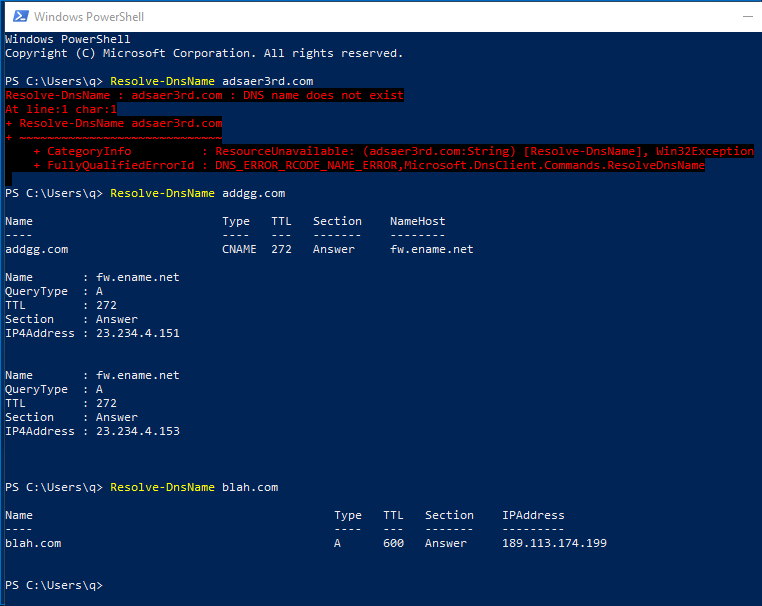 Windows PowerShell
Windows PowerShell
Copyright (C) Microsoft Corporation. All rights reserved.
PS C:\Users\q> Resolve-DnsName adsaer3rd.com
Resolve-DnsName : adsaer3rd.com : DNS name does not exist
At line:1 char:1
+ Resolve-DnsName adsaer3rd.com
+ ~~~~~~~~~~~~~~~~~~~~~~~~~~~~~
    + CategoryInfo          : ResourceUnavailable: (adsaer3rd.com:String) [Resolve-DnsName], Win32Exception
    + FullyQualifiedErrorId : DNS_ERROR_RCODE_NAME_ERROR,Microsoft.DnsClient.Commands.ResolveDnsName
PS C:\Users\q> Resolve-DnsName addgg.com
Name                           Type   TTL   Section    NameHost
----                           ----   ---   -------    --------
addgg.com                      CNAME  272   Answer     fw.ename.net
Name       : fw.ename.net
QueryType  : A
TTL        : 272
Section    : Answer
IP4Address : 23.234.4.151
Name       : fw.ename.net
QueryType  : A
TTL        : 272
Section    : Answer
IP4Address : 23.234.4.153
PS C:\Users\q> Resolve-DnsName blah.com
Name                                           Type   TTL   Section    IPAddress
----                                           ----   ---   -------    ---------
blah.com                                       A      600   Answer     189.113.174.199
PS C:\Users\q>